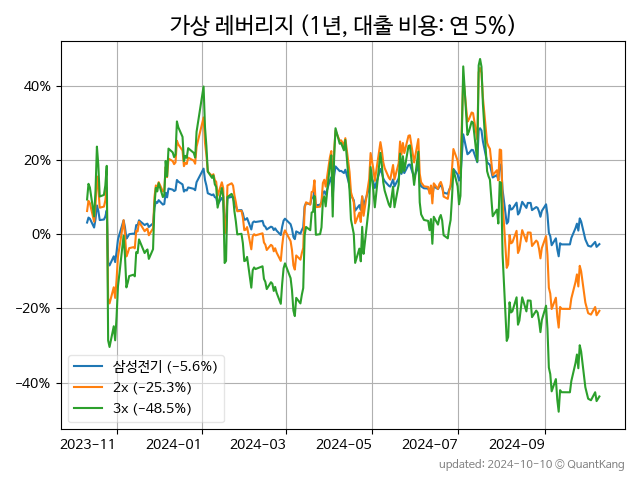 가상 레버리지 (1년, 대출 비용: 연 5%)
40%
20%
0%
−20%
−40%
삼성전기 (−5.6%)
2x (−25.3%)
3x (−48.5%)
2023−11 2024−01 2024−03 2024−05 2024−07 2024−09
updated: 2024-10-10 © QuantKang